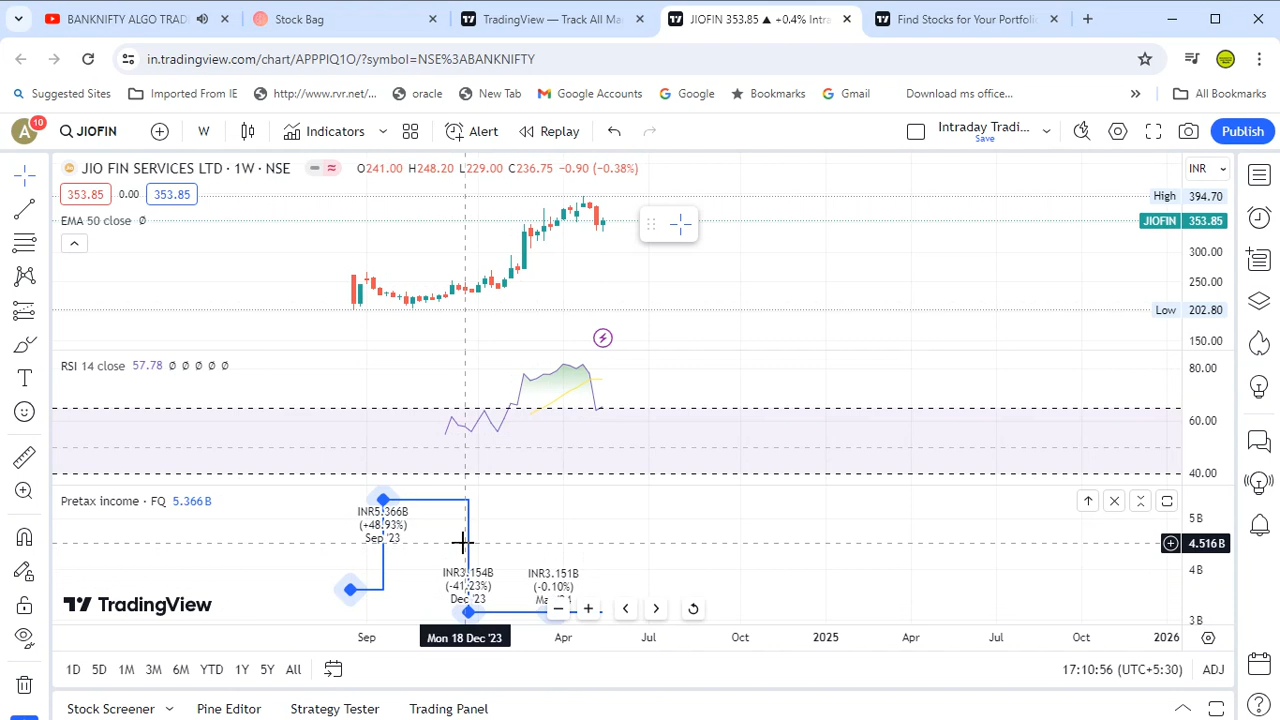 BANKNIFTY ALGO TRAD
Stock Bag
TradingView — Track All Ma
JIOFIN 353.85 ▲ +0.4% Intra
Find Stocks for Your Portfolio
in.tradingview.com/chart/APPPIQ1O/?symbol=NSE%3ABANKNIFTY
Suggested Sites
Imported From IE
http://www.rvr.net/...
oracle
New Tab
Google Accounts
Google
Bookmarks
Gmail
Download ms office...
All Bookmarks
A
10
JIOFIN
W
Indicators
Alert
Replay
Intraday Tradi...
Save
Publish
JIO FIN SERVICES LTD · 1W · NSE
O241.00 H248.20 L229.00 C236.75 −0.90 (−0.38%)
INR
353.85
0.00
353.85
High 394.70
EMA 50 close Ø
JIOFIN 353.85
300.00
250.00
Low 202.80
150.00
RSI 14 close 57.78 Ø Ø Ø Ø Ø
80.00
60.00
40.00
Pretax income · FQ 5.366B
INR5.366B
(+48.93%)
Sep '23
5B
4.516B
INR3.154B
(-41.23%)
Dec '23
INR3.151B
(-0.10%)
4B
TradingView
3B
Sep
Mon 18 Dec '23
Apr
Jul
Oct
2025
Apr
Jul
Oct
2026
1D
5D
1M
3M
6M
YTD
1Y
5Y
All
17:10:56 (UTC+5:30)
ADJ
Stock Screener
Pine Editor
Strategy Tester
Trading Panel